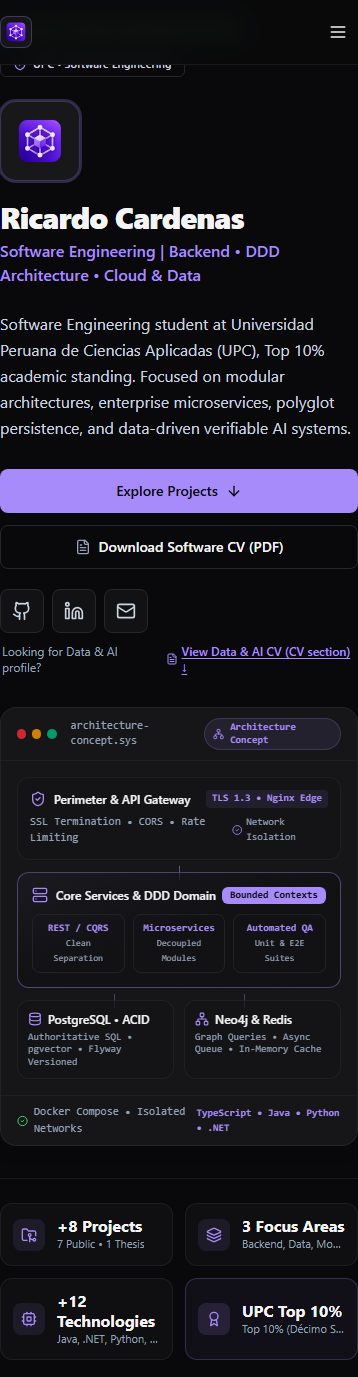 UPC • Software Engineering
Ricardo Cardenas
Software Engineering | Backend • DDD
Architecture • Cloud & Data
Software Engineering student at Universidad
Peruana de Ciencias Aplicadas (UPC), Top 10%
academic standing. Focused on modular
architectures, enterprise microservices, polyglot
persistence, and data-driven verifiable AI systems.
Explore Projects ↓
Download Software CV (PDF)
Looking for Data & AI
profile?
View Data & AI CV (CV section)
↓
architecture-
concept.sys
Architecture
Concept
Perimeter & API Gateway
TLS 1.3 • Nginx Edge
SSL Termination • CORS • Rate
Limiting
Network
Isolation
Core Services & DDD Domain
Bounded Contexts
REST / CQRS
Clean
Separation
Microservices
Decoupled
Modules
Automated QA
Unit & E2E
Suites
PostgreSQL • ACID
Authoritative SQL •
pgvector • Flyway
Versioned
Neo4j & Redis
Graph Queries • Async
Queue • In-Memory Cache
Docker Compose • Isolated
Networks
TypeScript • Java • Python
• .NET
+8 Projects
7 Public • 1 Thesis
3 Focus Areas
Backend, Data, Mo...
+12
Technologies
Java, .NET, Python, ...
UPC Top 10%
Top 10% (Décimo S...